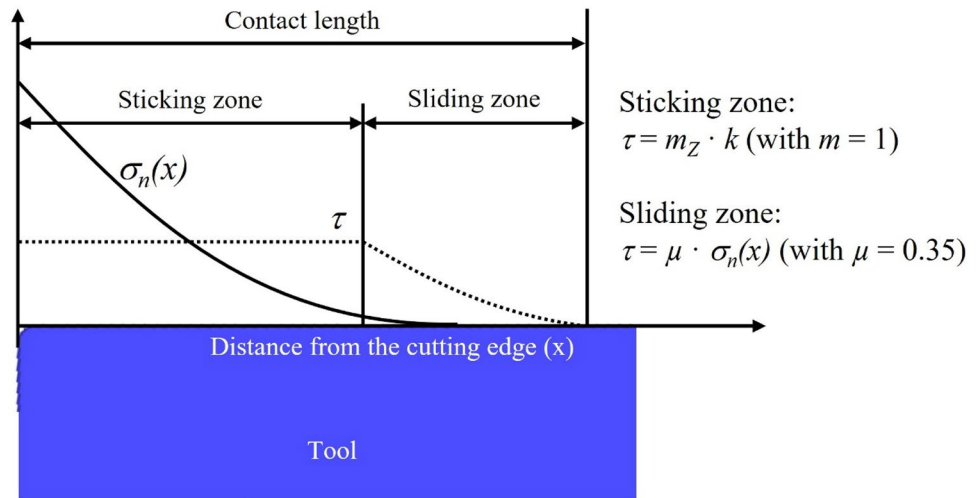 Contact length
Sticking zone
Sliding zone
σn(x)
τ
Sticking zone:
τ = mZ · k (with m = 1)
Sliding zone:
τ = μ · σn(x) (with μ = 0.35)
Distance from the cutting edge (x)
Tool